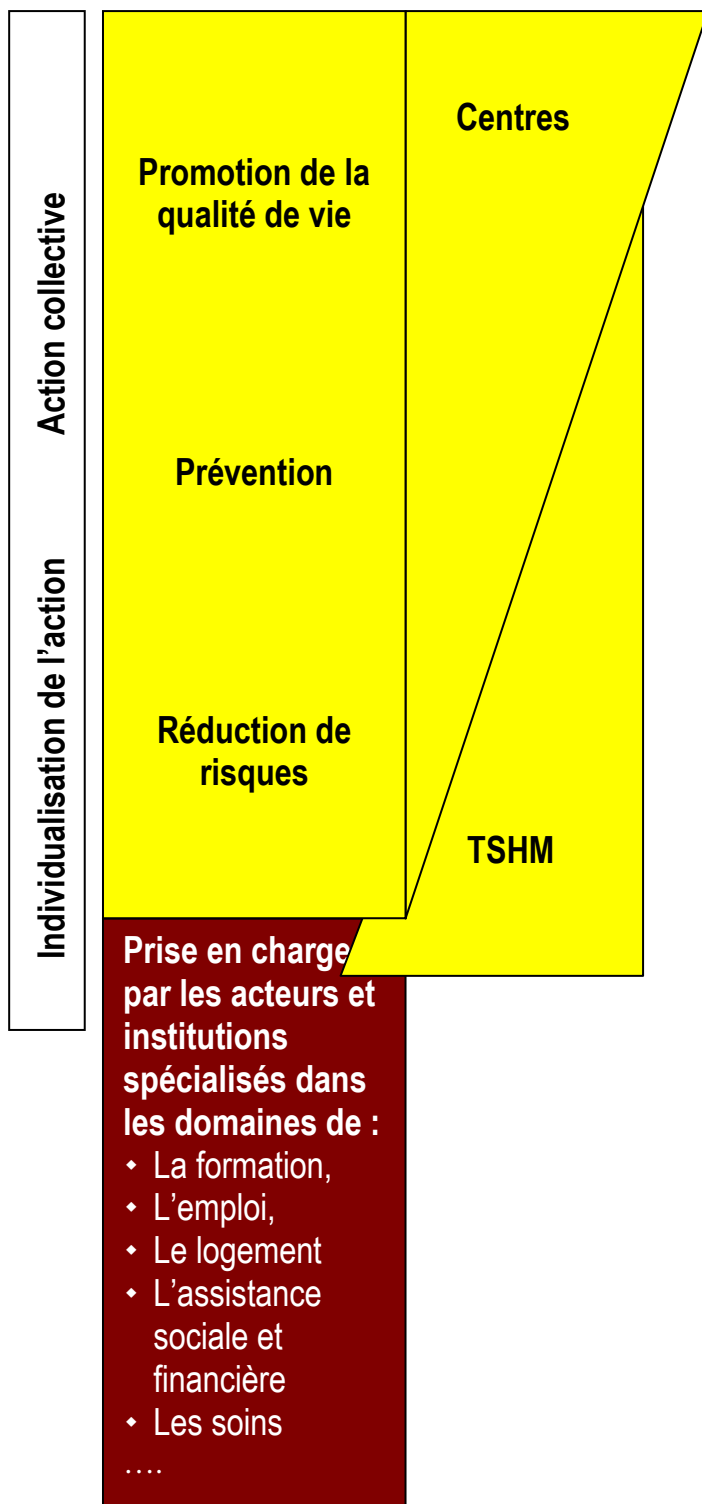 Action collective
Individualisation de l’action
Promotion de la
qualité de vie
Prévention
Réduction de
risques
Centres
TSHM
Prise en charge
par les acteurs et
institutions
spécialisés dans
les domaines de :
• La formation,
• L’emploi,
• Le logement
• L’assistance
sociale et
financière
• Les soins
….